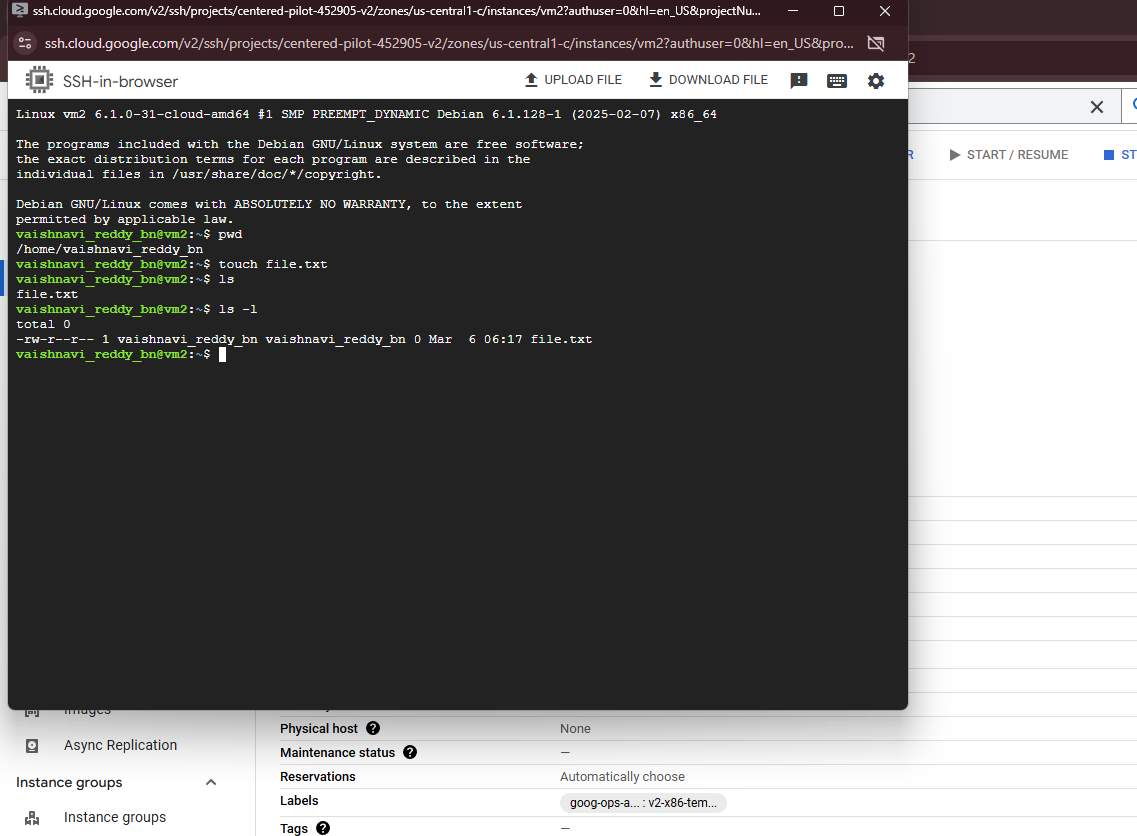 ssh.cloud.google.com/v2/ssh/projects/centered-pilot-452905-v2/zones/us-central1-c/instances/vm2?authuser=0&hl=en_US&projectNu...
ssh.cloud.google.com/v2/ssh/projects/centered-pilot-452905-v2/zones/us-central1-c/instances/vm2?authuser=0&hl=en_US&pro...
2
SSH-in-browser
UPLOAD FILE
DOWNLOAD FILE
Linux vm2 6.1.0-31-cloud-amd64 #1 SMP PREEMPT_DYNAMIC Debian 6.1.128-1 (2025-02-07) x86_64
The programs included with the Debian GNU/Linux system are free software;
the exact distribution terms for each program are described in the
individual files in /usr/share/doc/*/copyright.
Debian GNU/Linux comes with ABSOLUTELY NO WARRANTY, to the extent
permitted by applicable law.
vaishnavi_reddy_bn@vm2:~$ pwd
/home/vaishnavi_reddy_bn
vaishnavi_reddy_bn@vm2:~$ touch file.txt
vaishnavi_reddy_bn@vm2:~$ ls
file.txt
vaishnavi_reddy_bn@vm2:~$ ls -l
total 0
-rw-r--r-- 1 vaishnavi_reddy_bn vaishnavi_reddy_bn 0 Mar  6 06:17 file.txt
vaishnavi_reddy_bn@vm2:~$
R
START / RESUME
ST
Images
Async Replication
Instance groups
Instance groups
Physical host
None
Maintenance status
—
Reservations
Automatically choose
Labels
goog-ops-a... : v2-x86-tem...
Tags
—